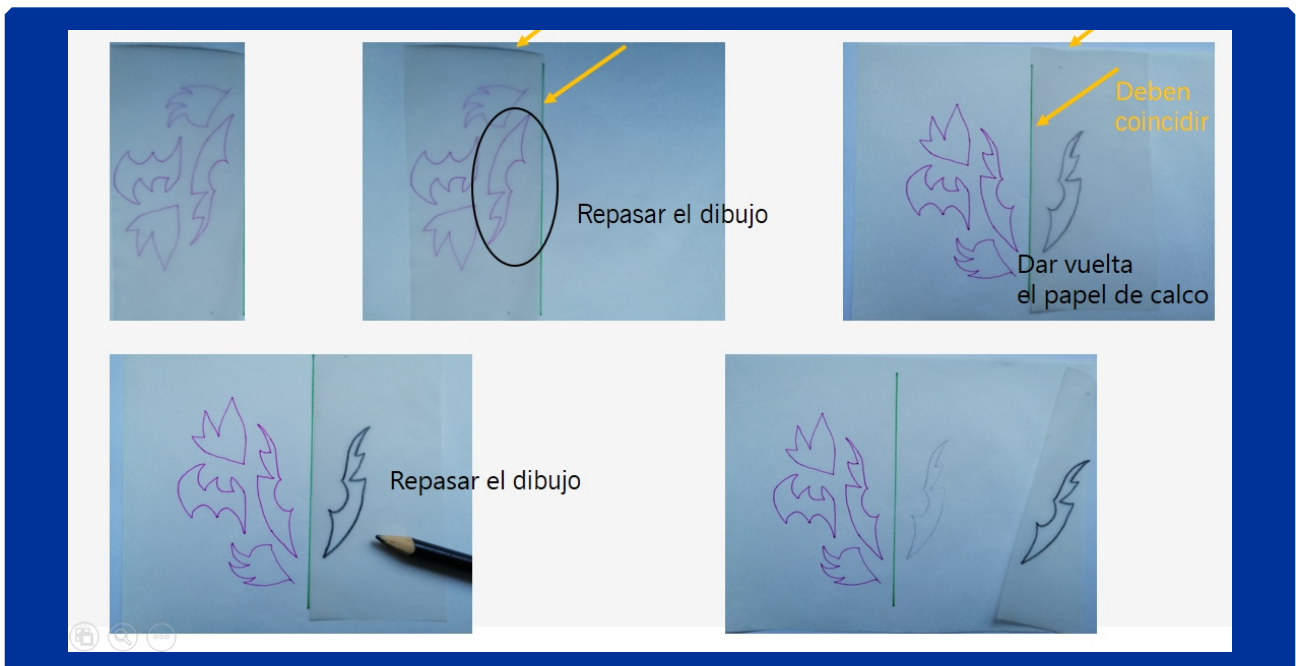 Deben
coincidir
Repasar el dibujo
Dar vuelta
el papel de calco
Repasar el dibujo